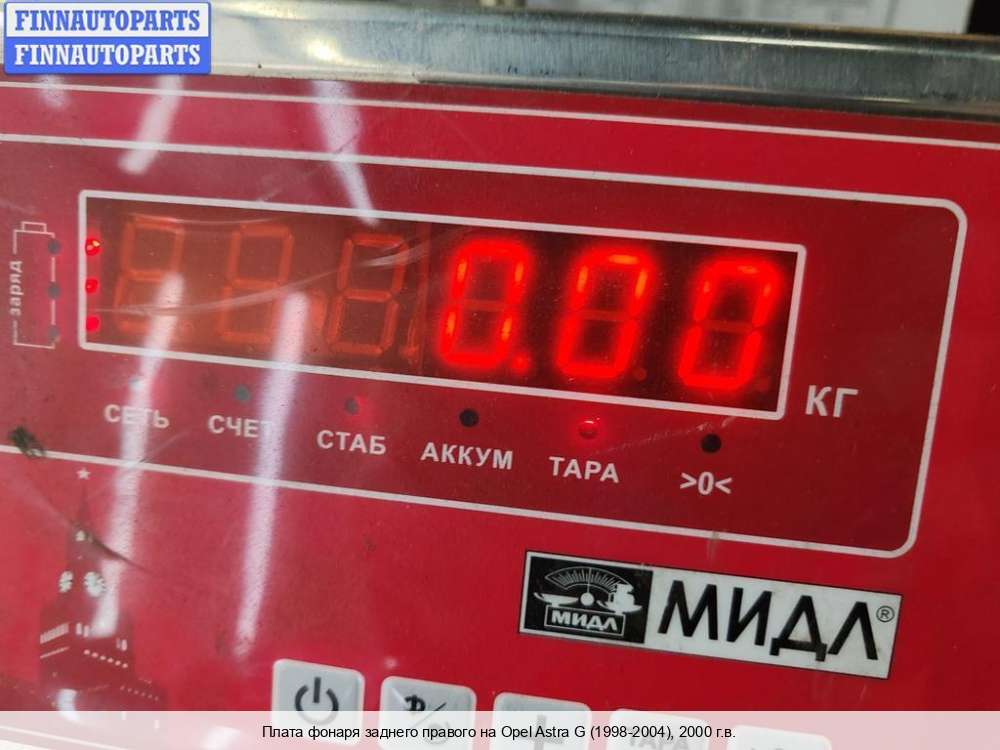 FINNAUTOPARTS
FINNAUTOPARTS
заряд
0.00
КГ
СЕТЬ
СЧЕТ
СТАБ
АККУМ
ТАРА
>0<
МИДЛ
МИДЛ®
ТАРА
Плата фонаря заднего правого на Opel Astra G (1998-2004), 2000 г.в.